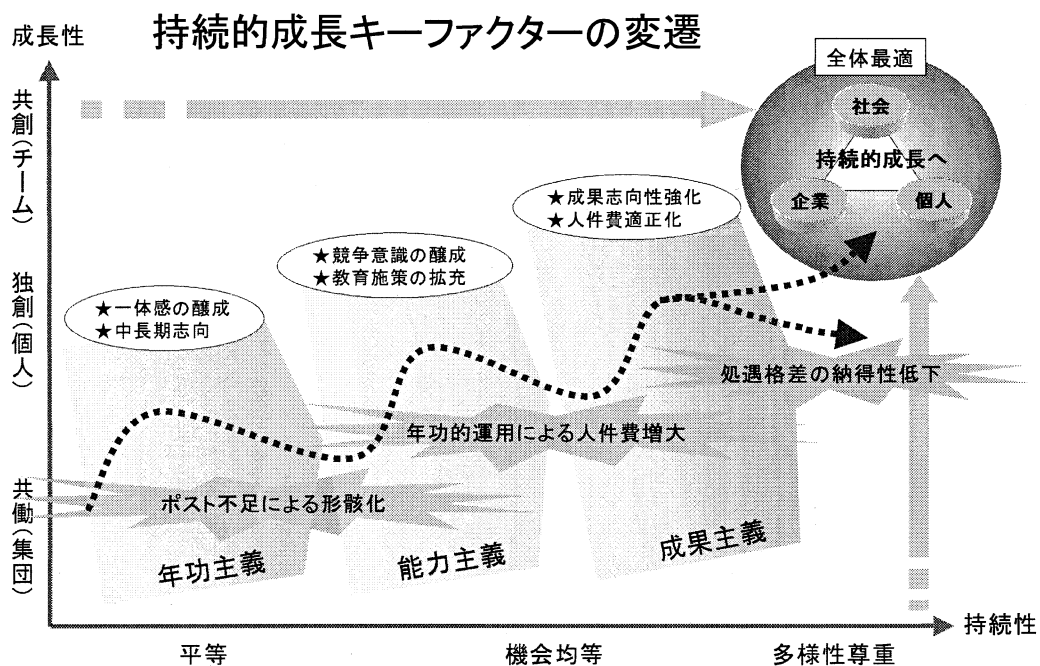 持続的成長キーファクターの変遷
成長性
共創(チーム)
独創(個人)
共働(集団)
全体最適
社会
持続的成長へ
企業
個人
★成果志向性強化
★人件費適正化
★競争意識の醸成
★教育施策の拡充
★一体感の醸成
★中長期志向
処遇格差の納得性低下
年功的運用による人件費増大
ポスト不足による形骸化
年功主義
能力主義
成果主義
持続性
平等
機会均等
多様性尊重